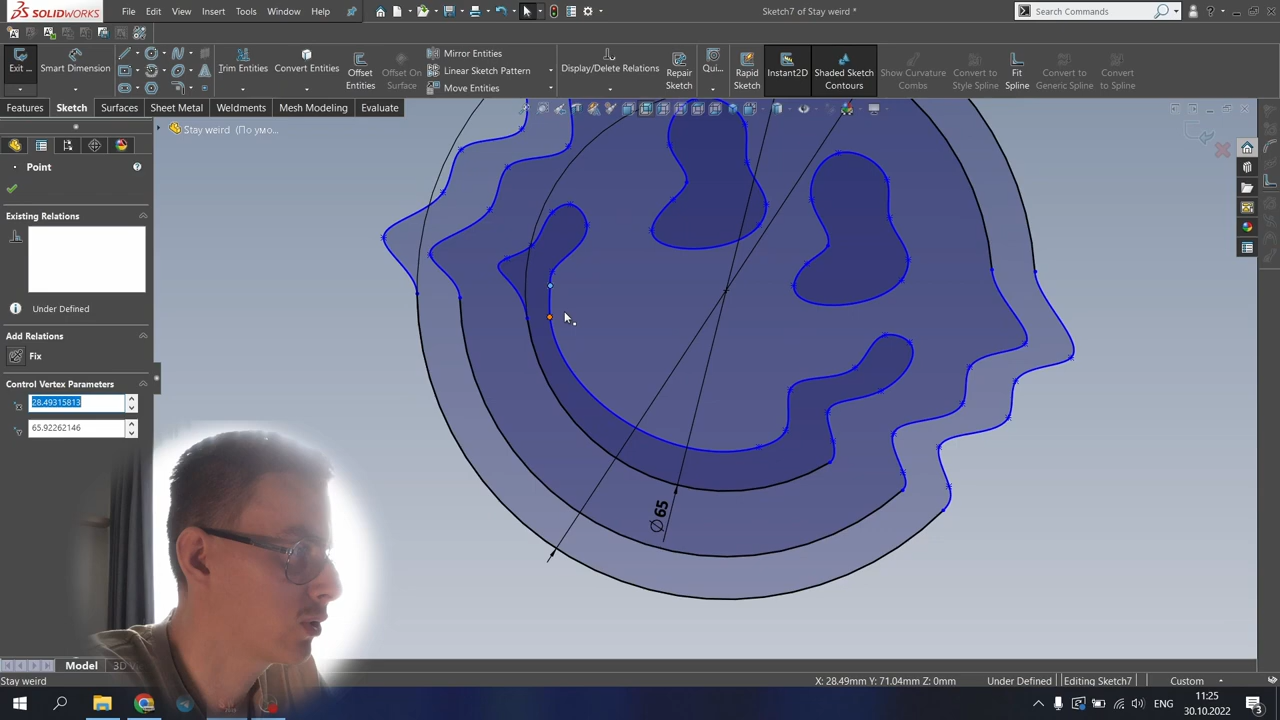 SOLIDWORKS
File Edit View Insert Tools Window Help
Sketch7 of Stay weird *
Search Commands
Exit ...
Smart Dimension
Trim Entities
Convert Entities
Offset Entities
Offset On Surface
Mirror Entities
Linear Sketch Pattern
Move Entities
Display/Delete Relations
Repair Sketch
Qui...
Rapid Sketch
Instant2D
Shaded Sketch Contours
Show Curvature Combs
Convert to Style Spline
Fit Spline
Convert to Generic Spline
Convert to
Features Sketch Surfaces Sheet Metal Weldments Mesh Modeling Evaluate
Stay weird (По умо...
Point
Existing Relations
Under Defined
Add Relations
Fix
Control Vertex Parameters
28.49315813
65.92262146
Ø 65
Model 3D
Stay weird
X: 28.49mm Y: 71.04mm Z: 0mm Under Defined Editing Sketch7 Custom
ENG
11:25
30.10.2022
3